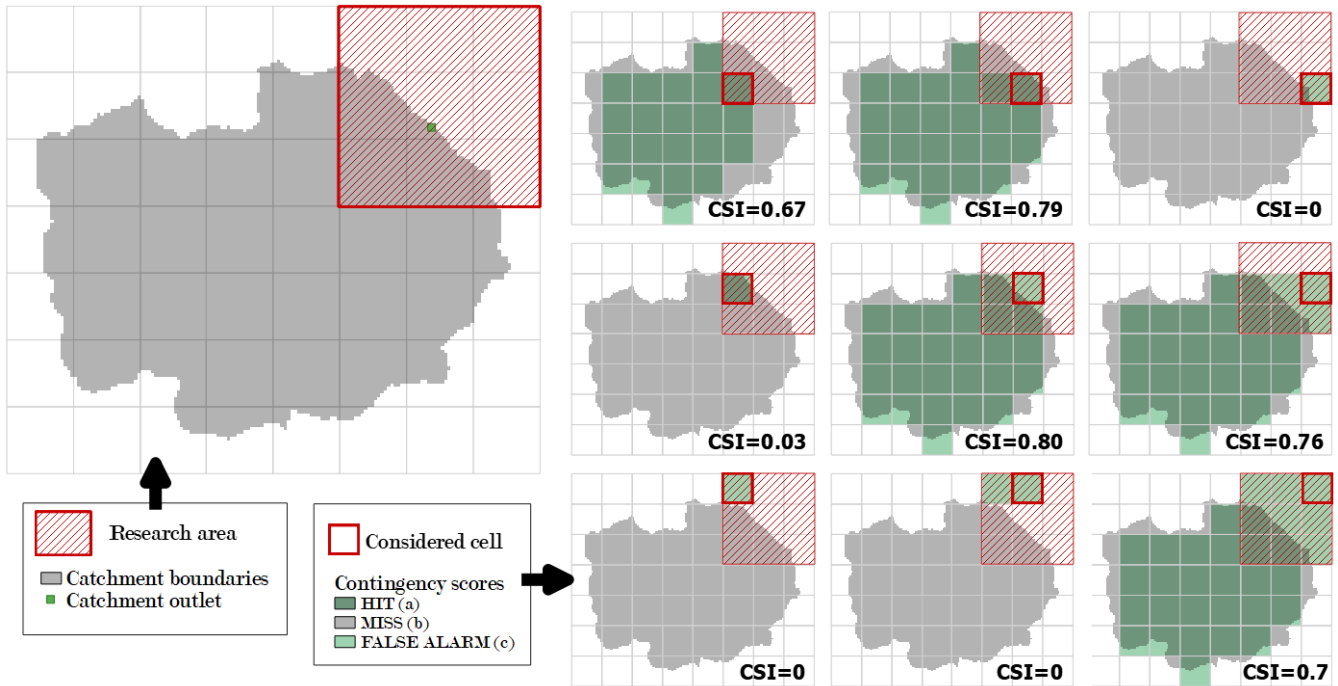 CSI=0.67
CSI=0.79
CSI=0
CSI=0.03
CSI=0.80
CSI=0.76
Research area
Catchment boundaries
Catchment outlet
Considered cell
Contingency scores
HIT (a)
MISS (b)
FALSE ALARM (c)
CSI=0
CSI=0
CSI=0.7